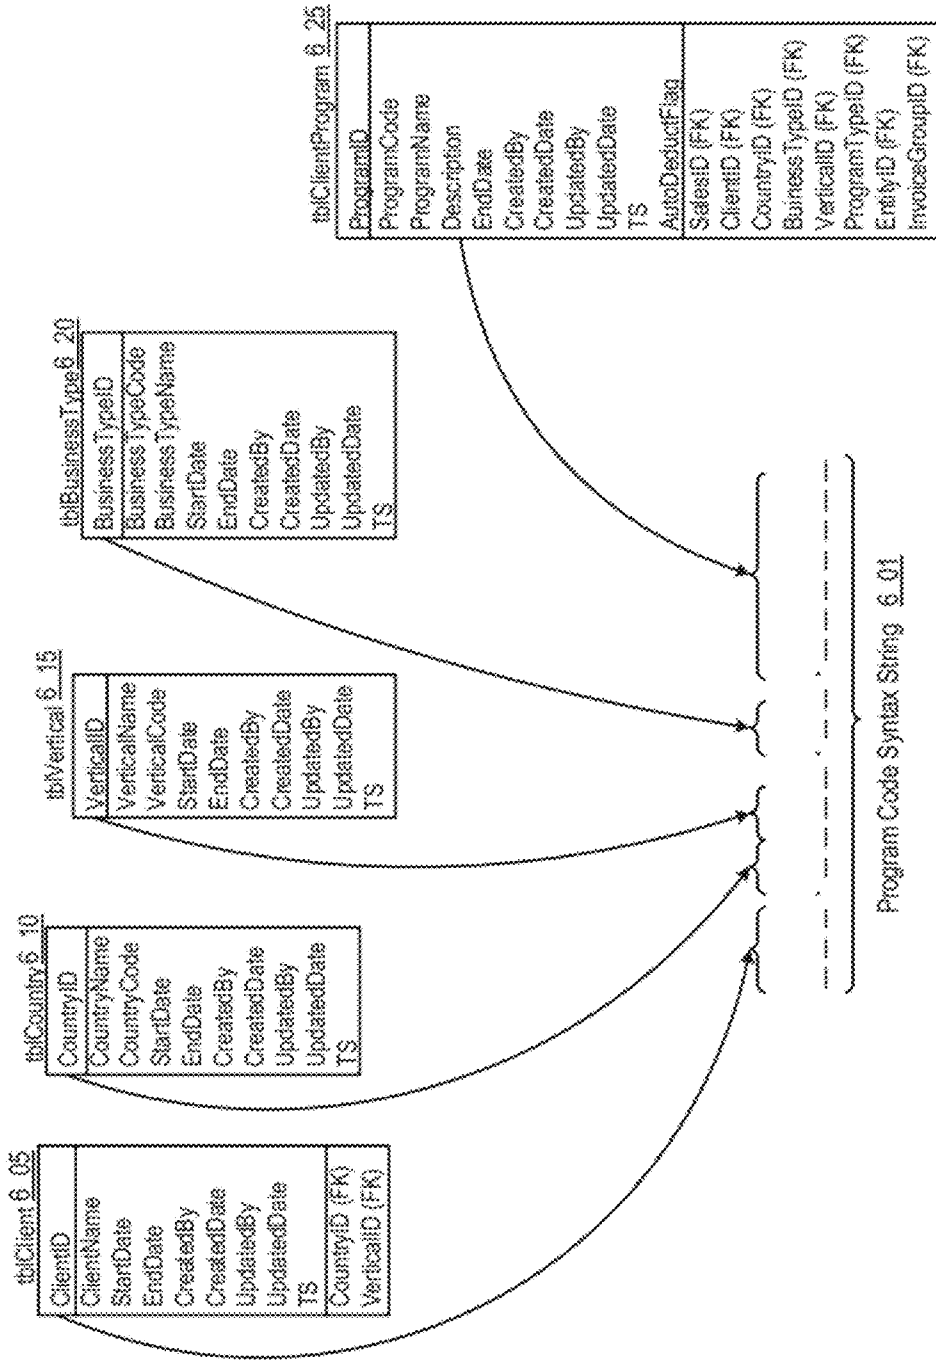 tblClient 6_05
ClientID
ClientName
StartDate
EndDate
CreatedBy
CreatedDate
UpdatedBy
UpdatedDate
TS
CountryID (FK)
VerticalID (FK)
tblCountry 6_10
CountryID
CountryName
CountryCode
StartDate
EndDate
CreatedBy
CreatedDate
UpdatedBy
UpdatedDate
TS
tblVertical 6_15
VerticalID
VerticalName
VerticalCode
StartDate
EndDate
CreatedBy
CreatedDate
UpdatedBy
UpdatedDate
TS
tblBusinessType 6_20
BusinessTypeID
BusinessTypeCode
BusinessTypeName
StartDate
EndDate
CreatedBy
CreatedDate
UpdatedBy
UpdatedDate
TS
tblClientProgram 6_25
ProgramID
ProgramCode
ProgramName
Description
EndDate
CreatedBy
CreatedDate
UpdatedBy
UpdatedDate
TS
AutoDeductFlag
SalesID (FK)
ClientID (FK)
CountryID (FK)
BuinessTypeID (FK)
VerticalID (FK)
ProgramTypeID (FK)
EntityID (FK)
InvoiceGroupID (FK)
Program Code Syntax String 6_01